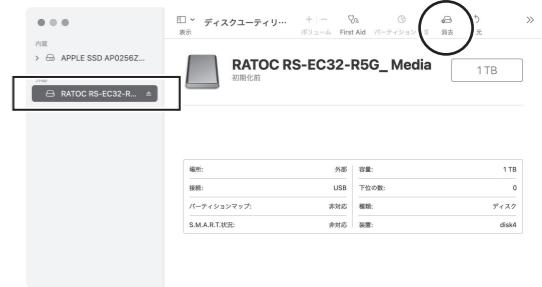 ディスクユーティリ…
表示
ボリューム First Aid パーティション 消去 元
内蔵
APPLE SSD AP0256Z...
RATOC RS-EC32-R...
RATOC RS-EC32-R5G_ Media
初期化前
1 TB
場所: 外部 容量: 1 TB
接続: USB 下位の数: 0
パーティションマップ: 非対応 種類: ディスク
S.M.A.R.T.状況: 非対応 装置: disk4